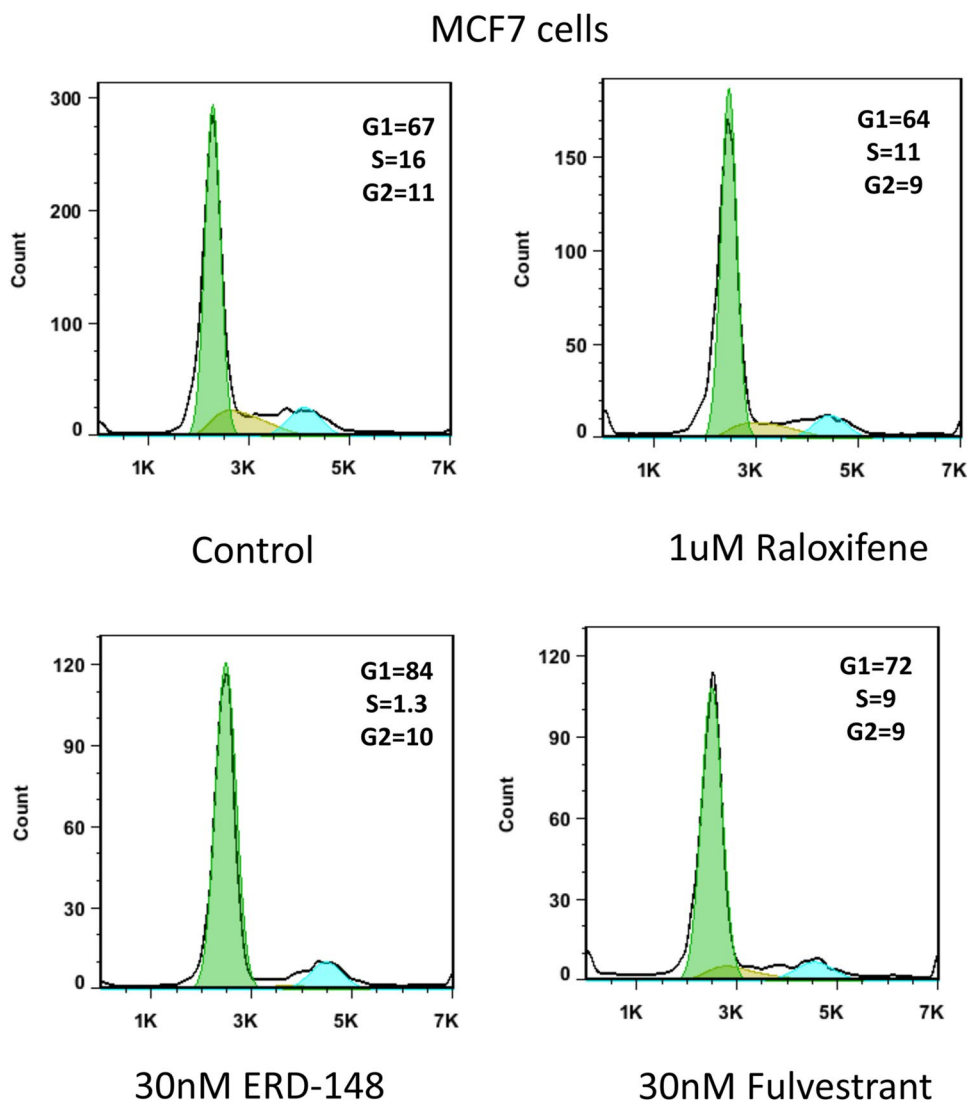 MCF7 cells
300
200
100
0
Count
1K 3K 5K 7K
G1=67
S=16
G2=11
Control
150
100
50
0
Count
1K 3K 5K 7K
G1=64
S=11
G2=9
1uM Raloxifene
120
90
60
30
0
Count
1K 3K 5K 7K
G1=84
S=1.3
G2=10
30nM ERD-148
120
90
60
30
0
Count
1K 3K 5K 7K
G1=72
S=9
G2=9
30nM Fulvestrant